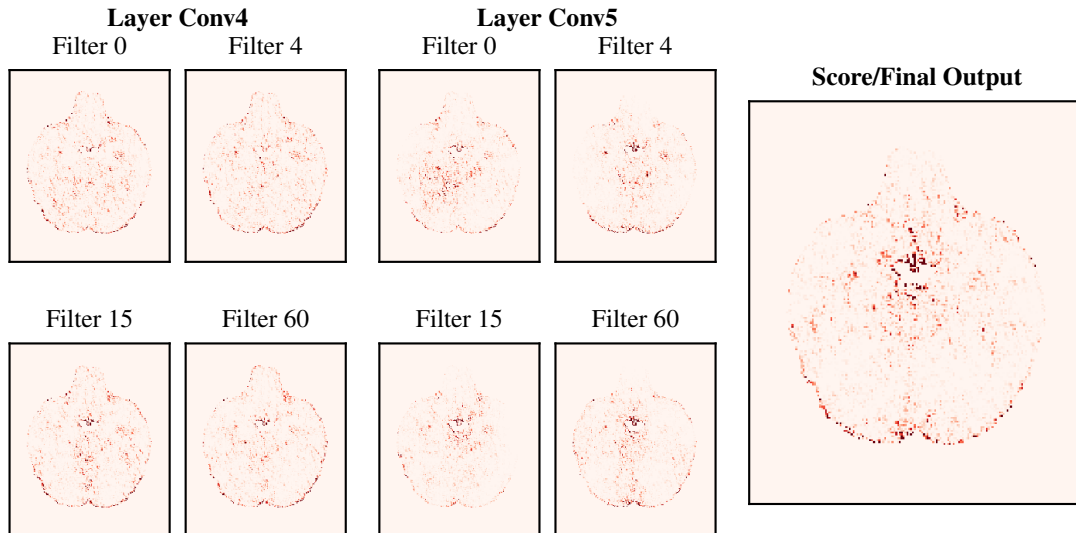 Layer Conv4
Layer Conv5
Filter 0
Filter 4
Filter 0
Filter 4
Score/Final Output
Filter 15
Filter 60
Filter 15
Filter 60